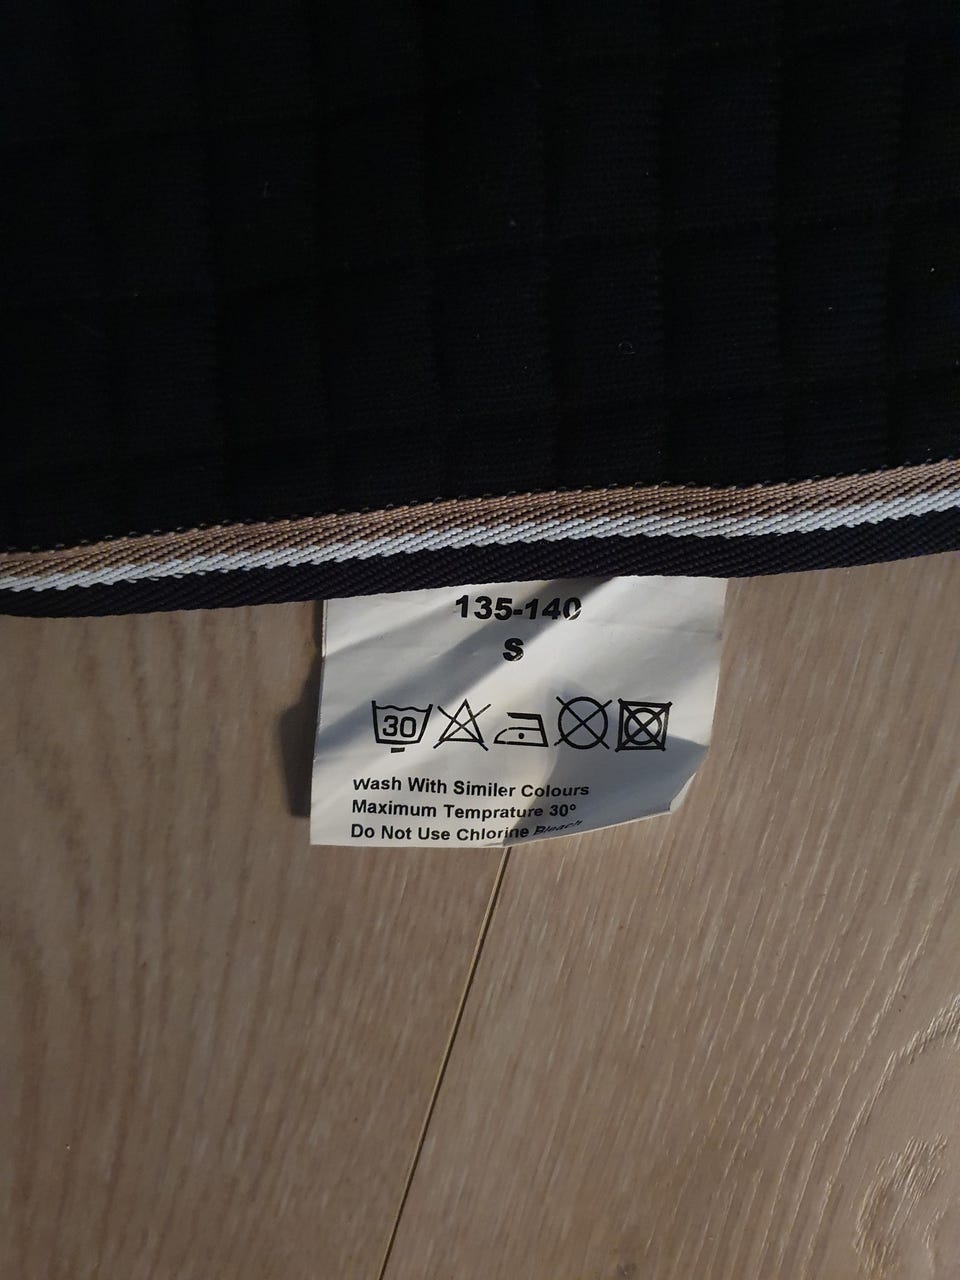 135-140
S
30
Wash With Similer Colours
Maximum Temprature 30°
Do Not Use Chlorine Bleach